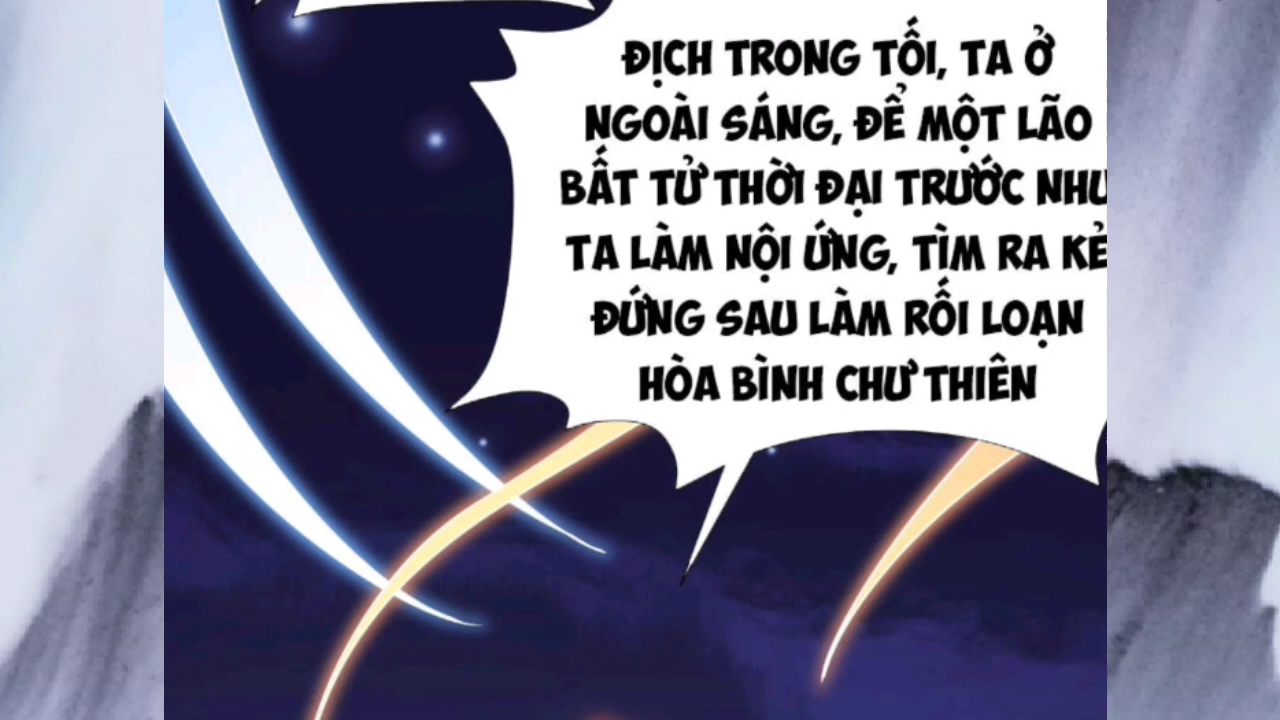 ĐỊCH TRONG TỐI, TA Ở
NGOÀI SÁNG, ĐỂ MỘT LÃO
BẤT TỬ THỜI ĐẠI TRƯỚC NHƯ
TA LÀM NỘI ỨNG, TÌM RA KẺ
ĐỨNG SAU LÀM RỐI LOẠN
HÒA BÌNH CHƯ THIÊN